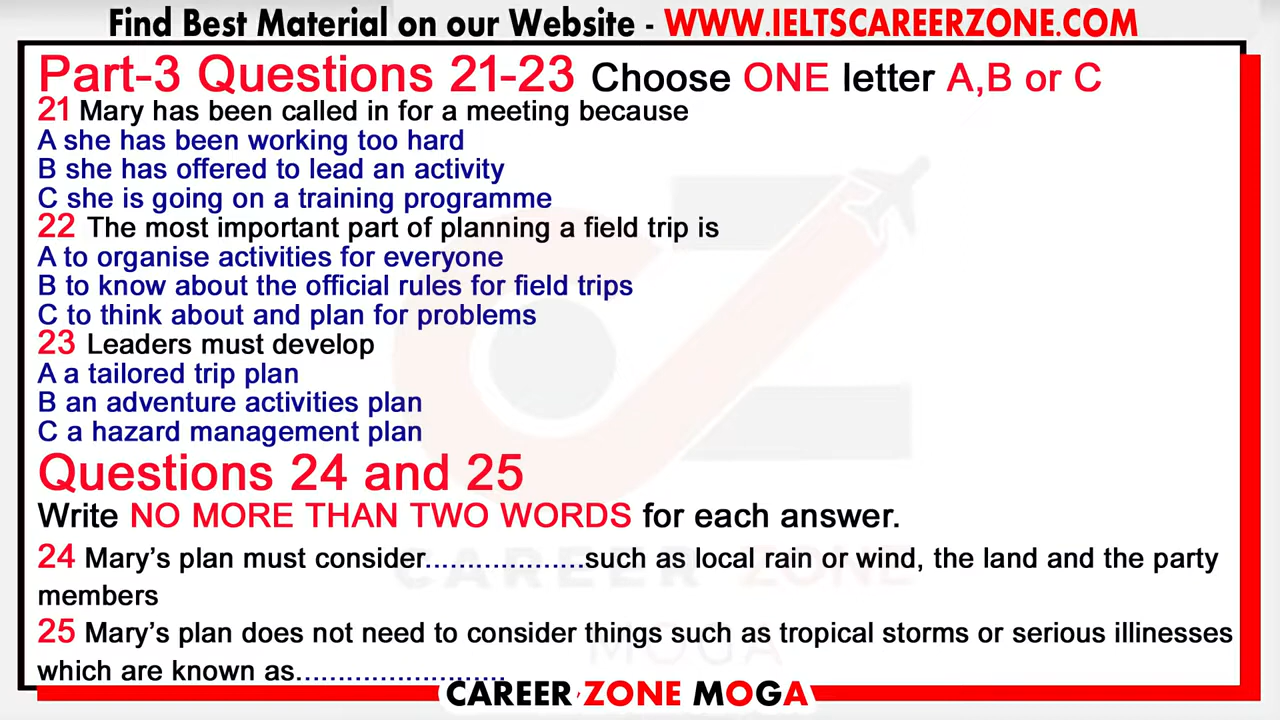 Find Best Material on our Website - WWW.IELTSCAREERZONE.COM
Part-3 Questions 21-23 Choose ONE letter A,B or C
21 Mary has been called in for a meeting because
A she has been working too hard
B she has offered to lead an activity
C she is going on a training programme
22 The most important part of planning a field trip is
A to organise activities for everyone
B to know about the official rules for field trips
C to think about and plan for problems
23 Leaders must develop
A a tailored trip plan
B an adventure activities plan
C a hazard management plan
Questions 24 and 25
Write NO MORE THAN TWO WORDS for each answer.
24 Mary's plan must consider...................such as local rain or wind, the land and the party
members
25 Mary's plan does not need to consider things such as tropical storms or serious illinesses
which are known as.........................
CAREER ZONE
MOGA
CAREER ZONE MOGA